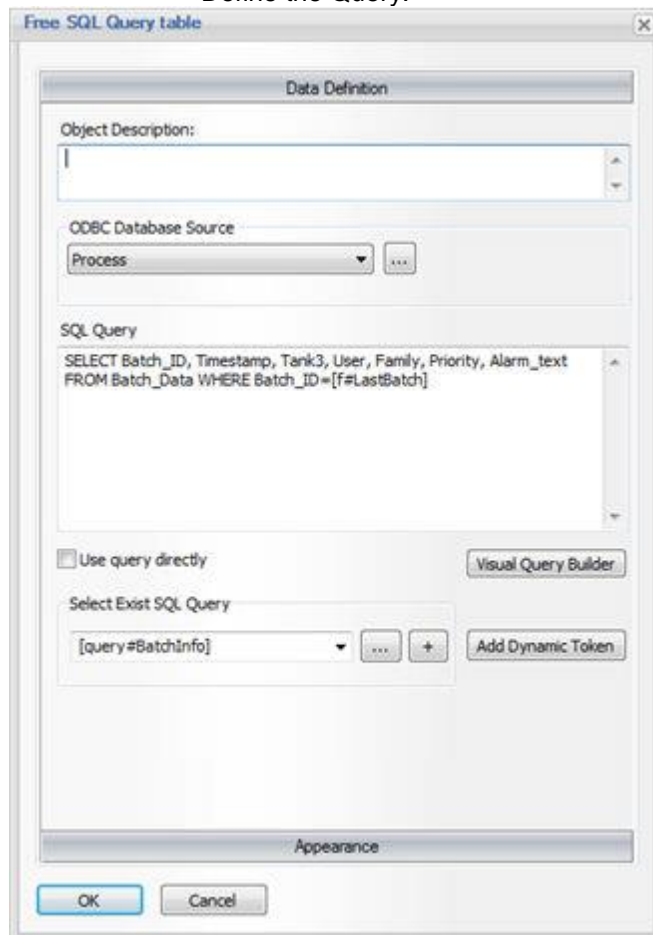 Define the Query:
Free SQL Query table
Data Definition
Object Description:
ODBC Database Source
Process
...
SQL Query
SELECT Batch_ID, Timestamp, Tank3, User, Family, Priority, Alarm_text
FROM Batch_Data WHERE Batch_ID=[f#LastBatch]
Use query directly
Visual Query Builder
Select Exist SQL Query
[query#BatchInfo]
...
+
Add Dynamic Token
Appearance
OK
Cancel